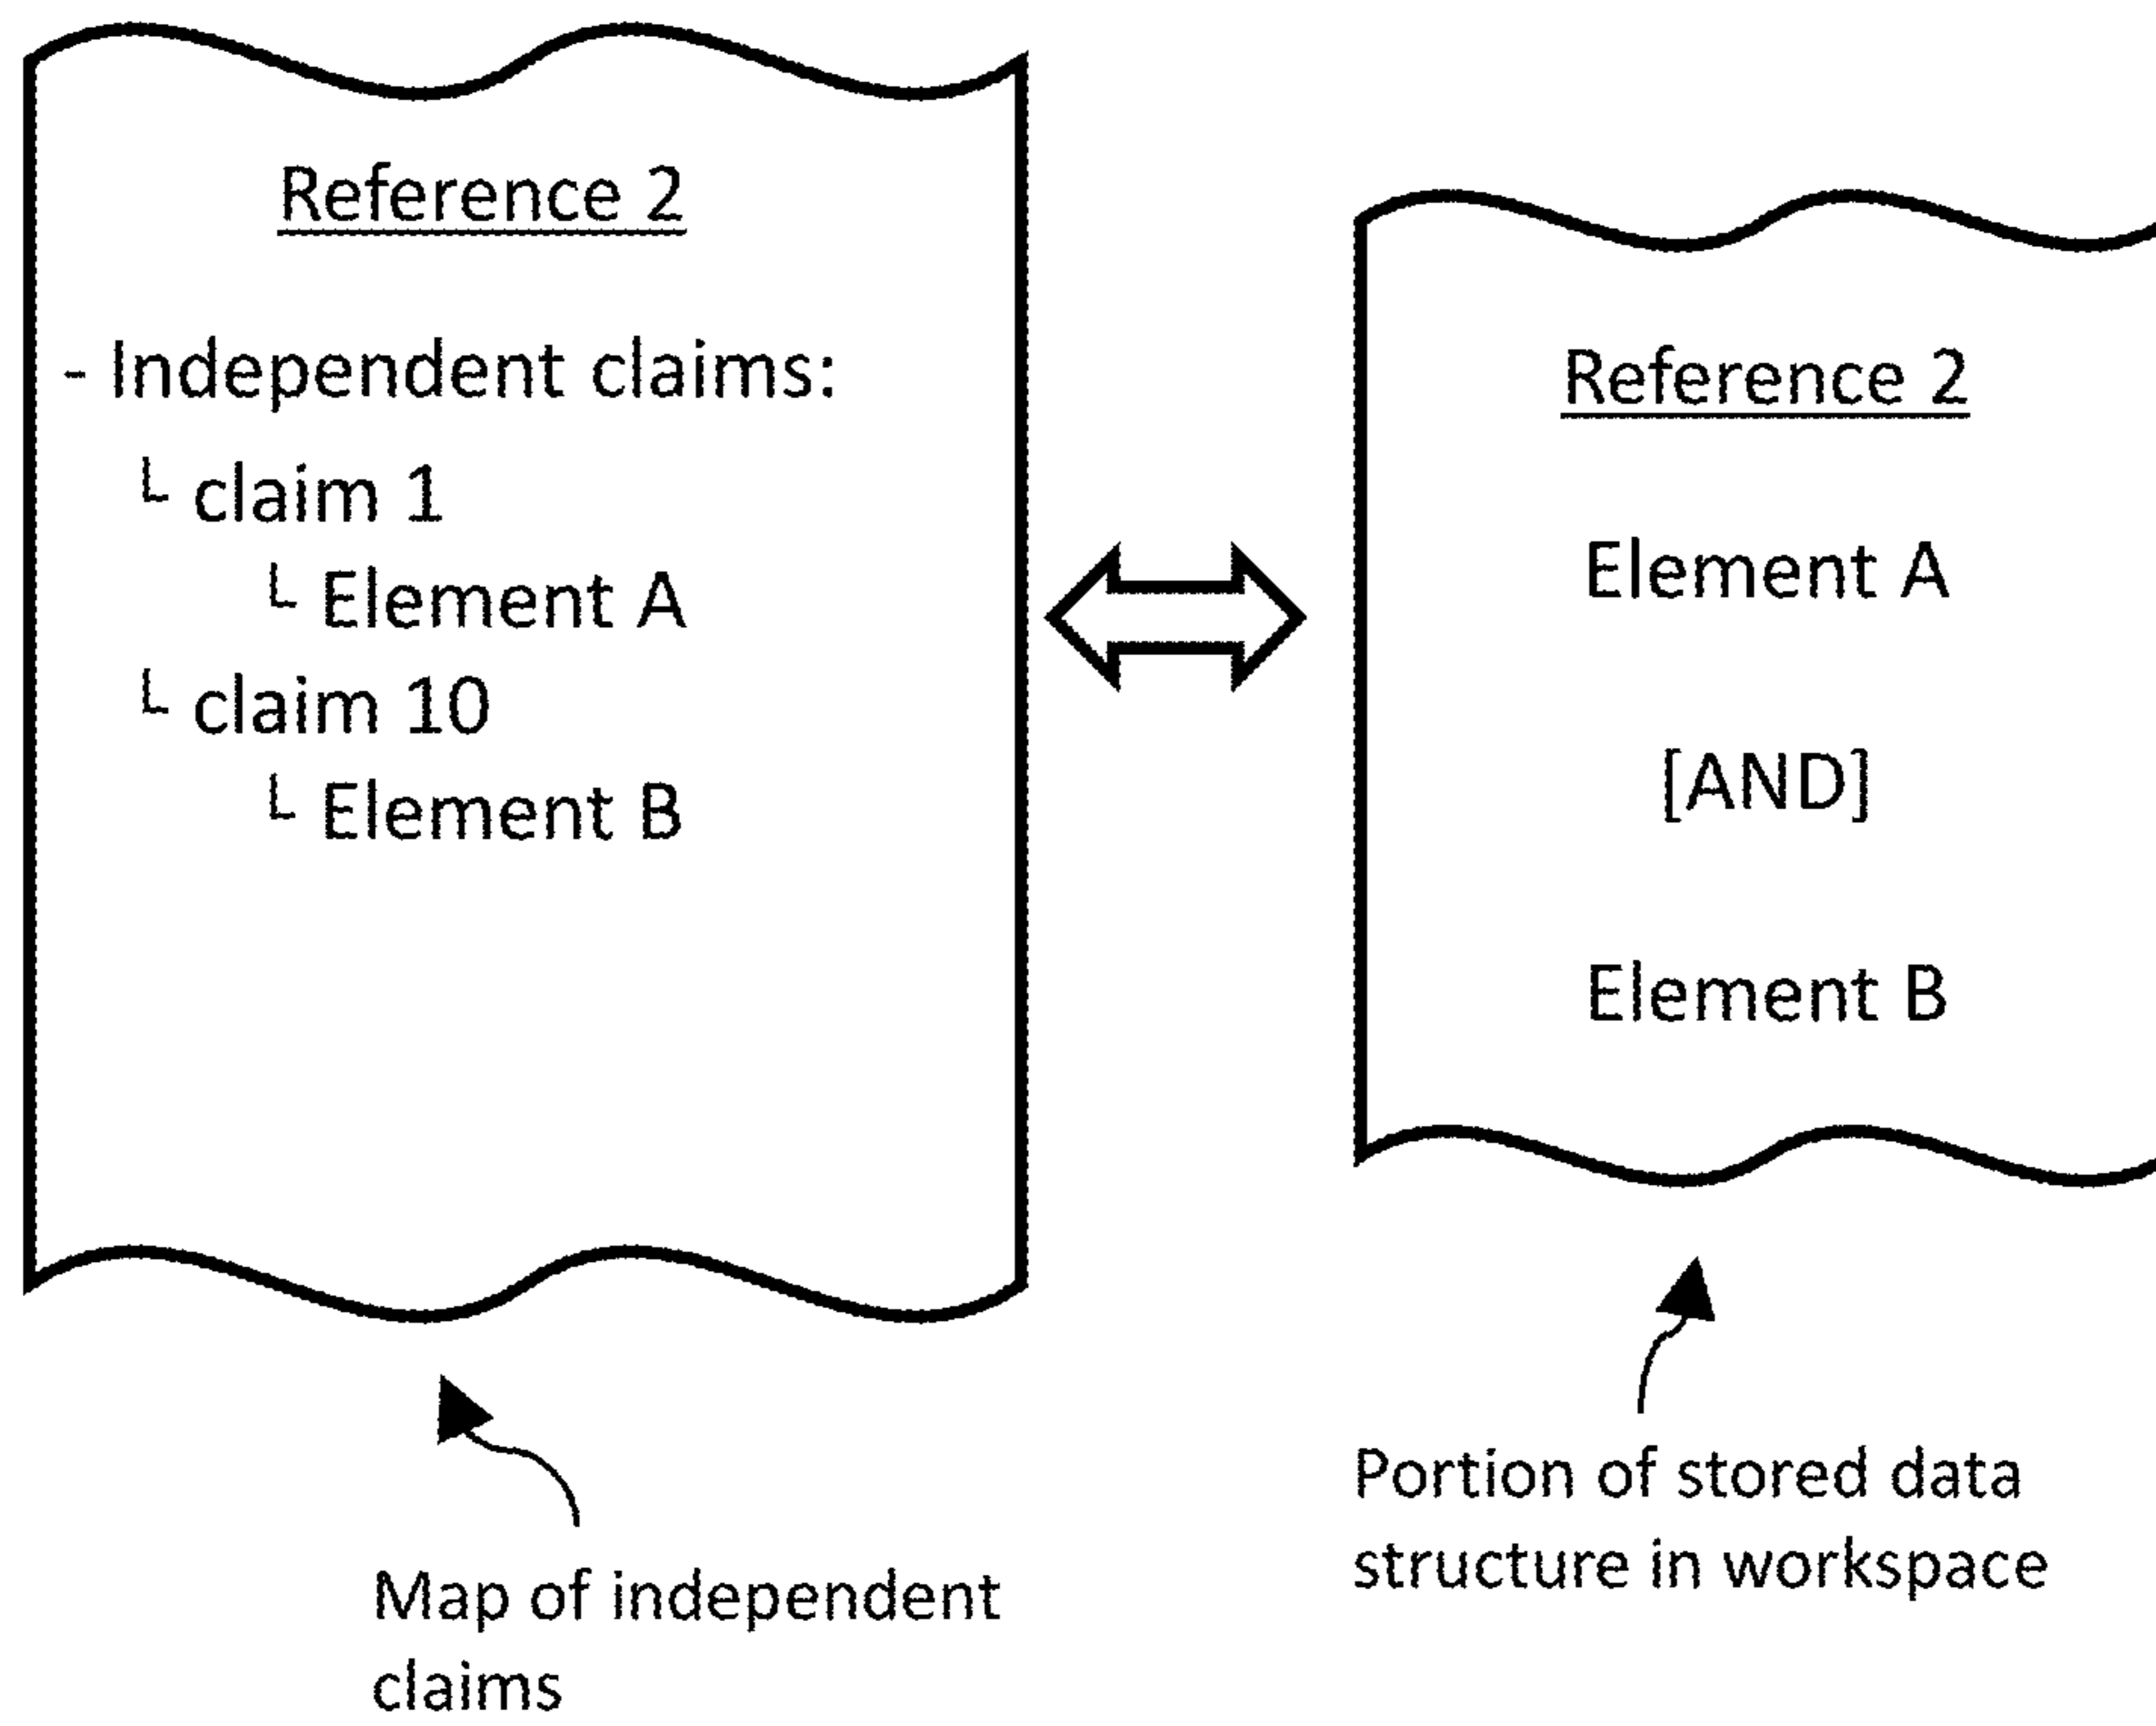 Reference 2
- Independent claims:
└ claim 1
└ Element A
└ claim 10
└ Element B
Map of independent
claims
Reference 2
Element A
[AND]
Element B
Portion of stored data
structure in workspace